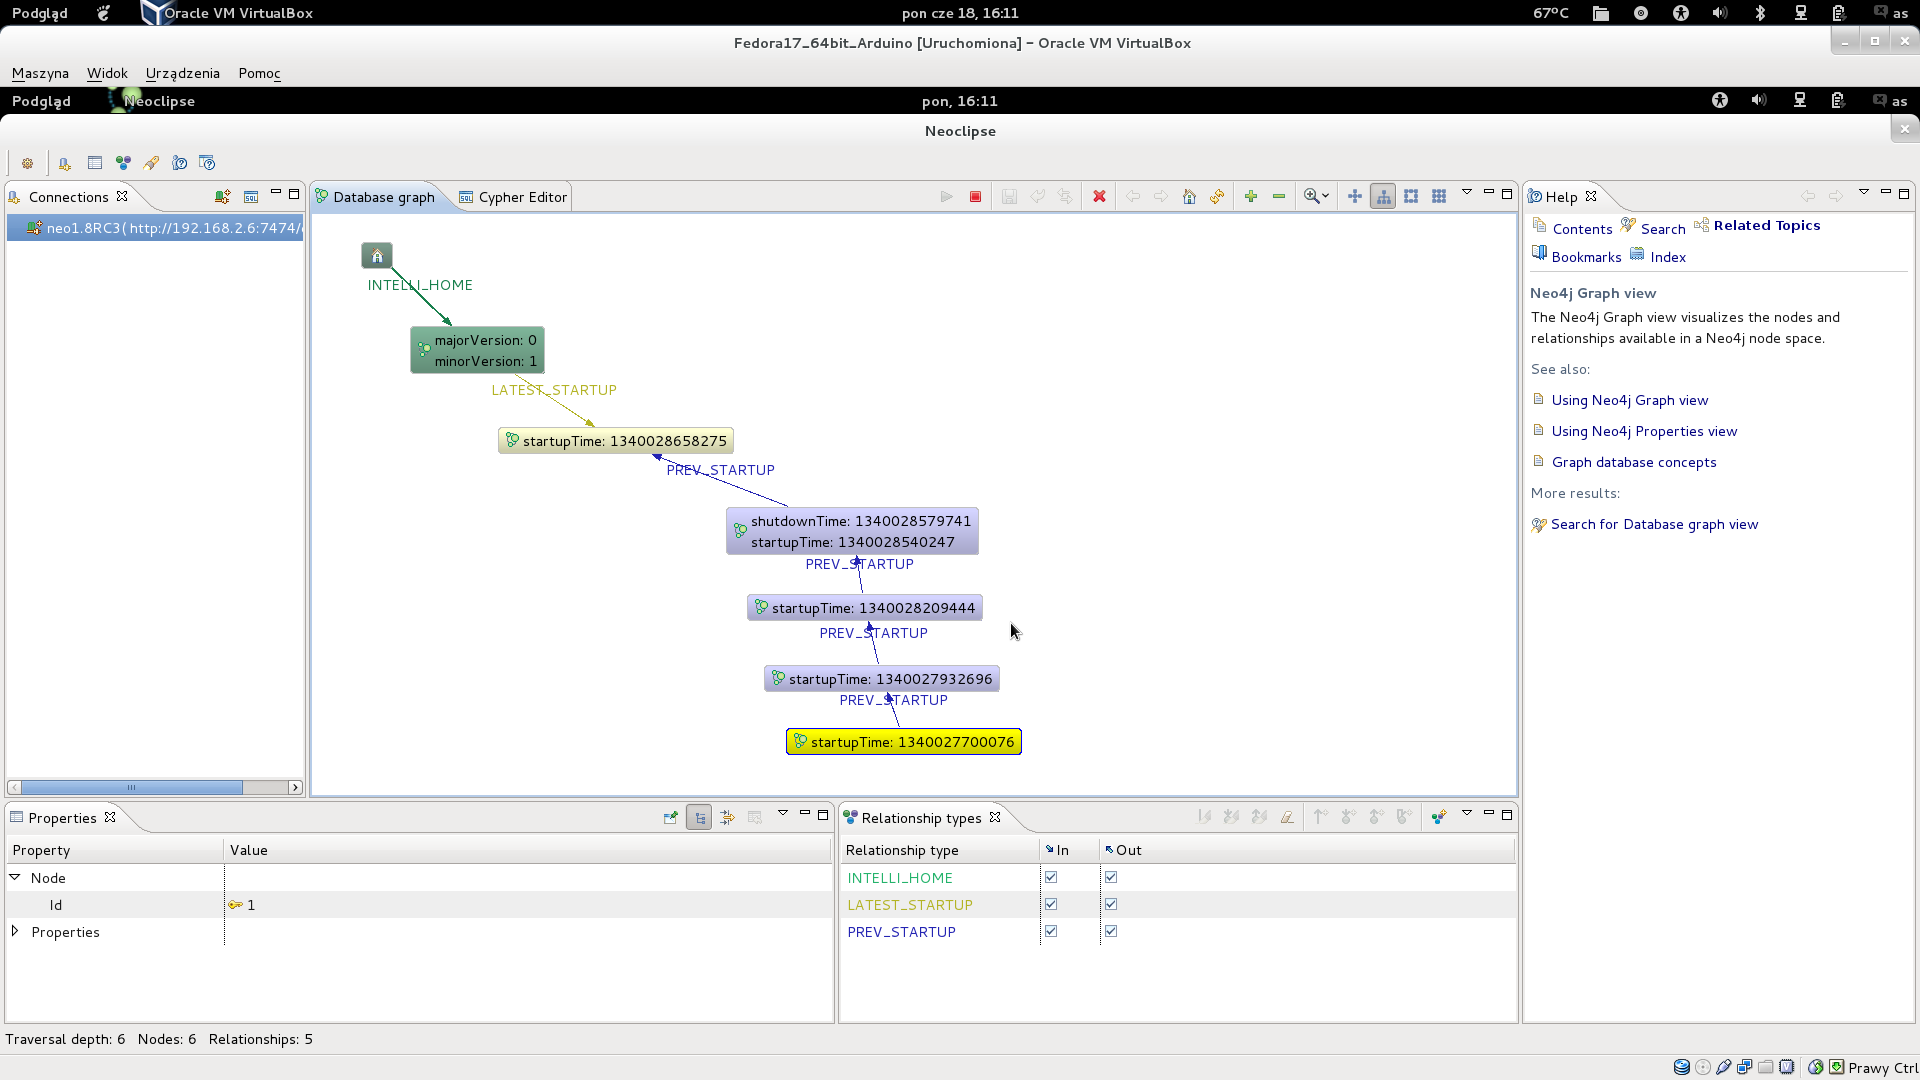 Podgląd Oracle VM VirtualBox pon cze 18, 16:11 67°C as
Fedora17_64bit_Arduino [Uruchomiona] – Oracle VM VirtualBox
Maszyna Widok Urządzenia Pomoc
Podgląd Neoclipse pon, 16:11 as
Neoclipse
Connections
neo1.8RC3( http://192.168.2.6:7474/
Database graph Cypher Editor
INTELLI_HOME
majorVersion: 0
minorVersion: 1
LATEST_STARTUP
startupTime: 1340028658275
PREV_STARTUP
shutdownTime: 1340028579741
startupTime: 1340028540247
PREV_STARTUP
startupTime: 1340028209444
PREV_STARTUP
startupTime: 1340027932696
PREV_STARTUP
startupTime: 1340027700076
Help
Contents Search Related Topics
Bookmarks Index
Neo4j Graph view
The Neo4j Graph view visualizes the nodes and
relationships available in a Neo4j node space.
See also:
Using Neo4j Graph view
Using Neo4j Properties view
Graph database concepts
More results:
Search for Database graph view
Properties
Property Value
Node
Id 1
Properties
Relationship types
Relationship type In Out
INTELLI_HOME
LATEST_STARTUP
PREV_STARTUP
Traversal depth: 6 Nodes: 6 Relationships: 5
Prawy Ctrl